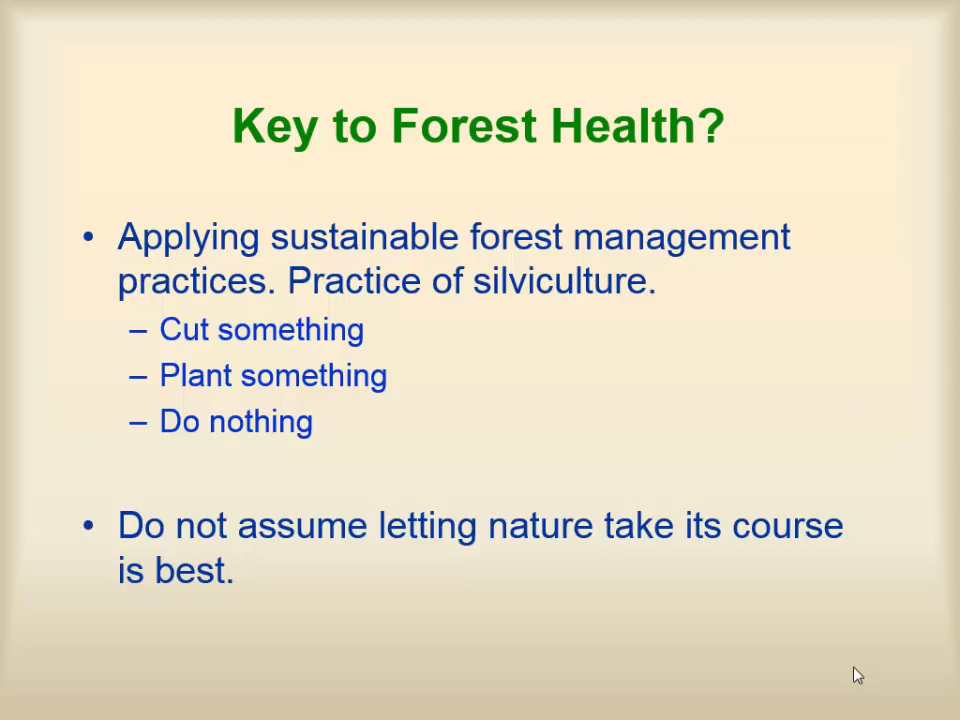 Key to Forest Health?
• Applying sustainable forest management
practices. Practice of silviculture.
– Cut something
– Plant something
– Do nothing
• Do not assume letting nature take its course
is best.